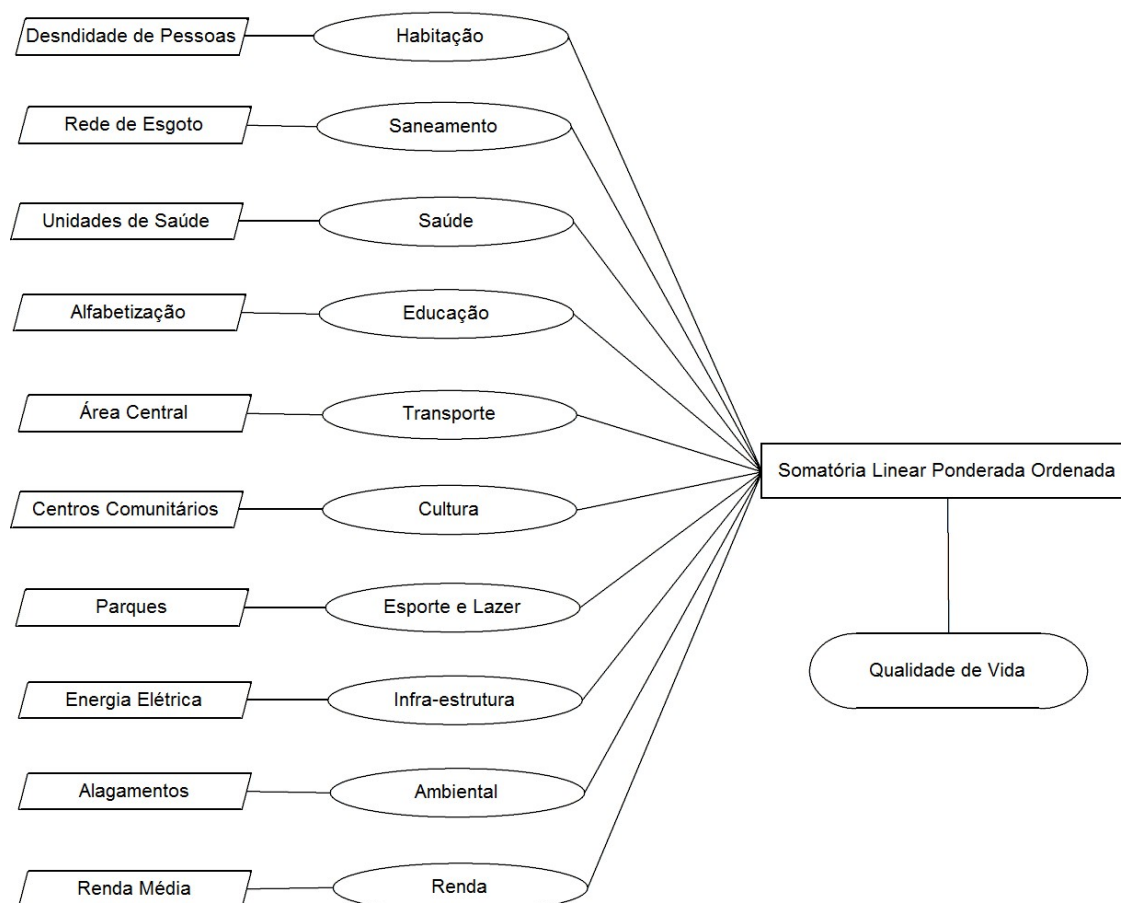 Desndidade de Pessoas
Habitação
Rede de Esgoto
Saneamento
Unidades de Saúde
Saúde
Alfabetização
Educação
Área Central
Transporte
Somatória Linear Ponderada Ordenada
Centros Comunitários
Cultura
Parques
Esporte e Lazer
Qualidade de Vida
Energia Elétrica
Infra-estrutura
Alagamentos
Ambiental
Renda Média
Renda